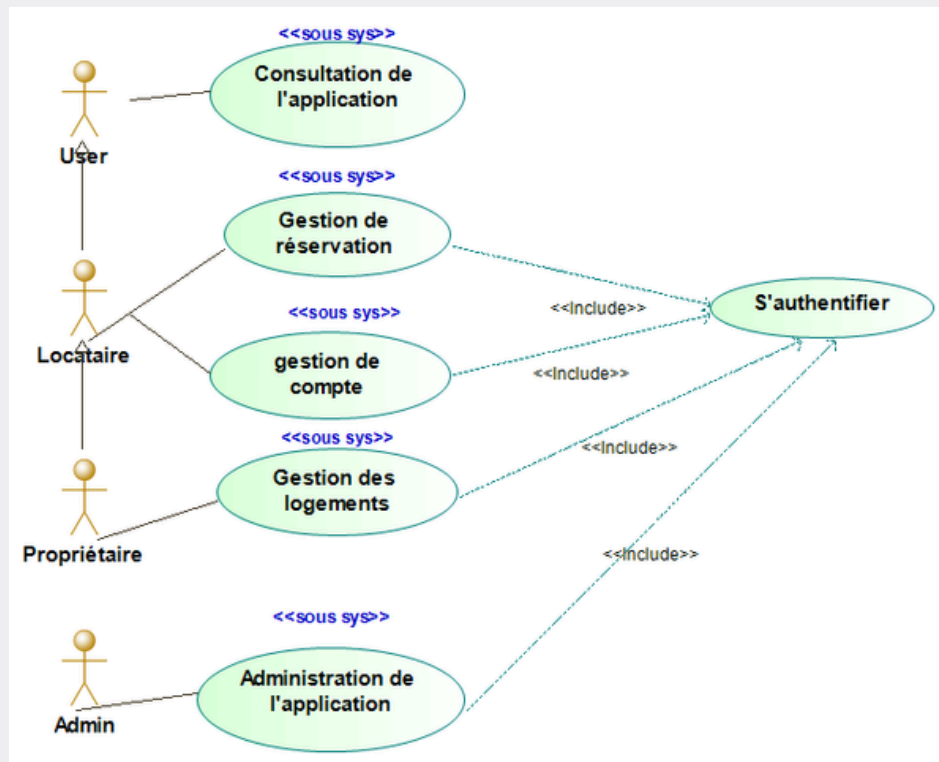 <<sous sys>>
Consultation de
l'application
User
<<sous sys>>
Gestion de
réservation
<<Include>>
S'authentifier
Locataire
<<sous sys>>
gestion de
compte
<<Include>>
<<sous sys>>
Gestion des
logements
<<Include>>
Propriétaire
<<Include>>
<<sous sys>>
Administration de
l'application
Admin